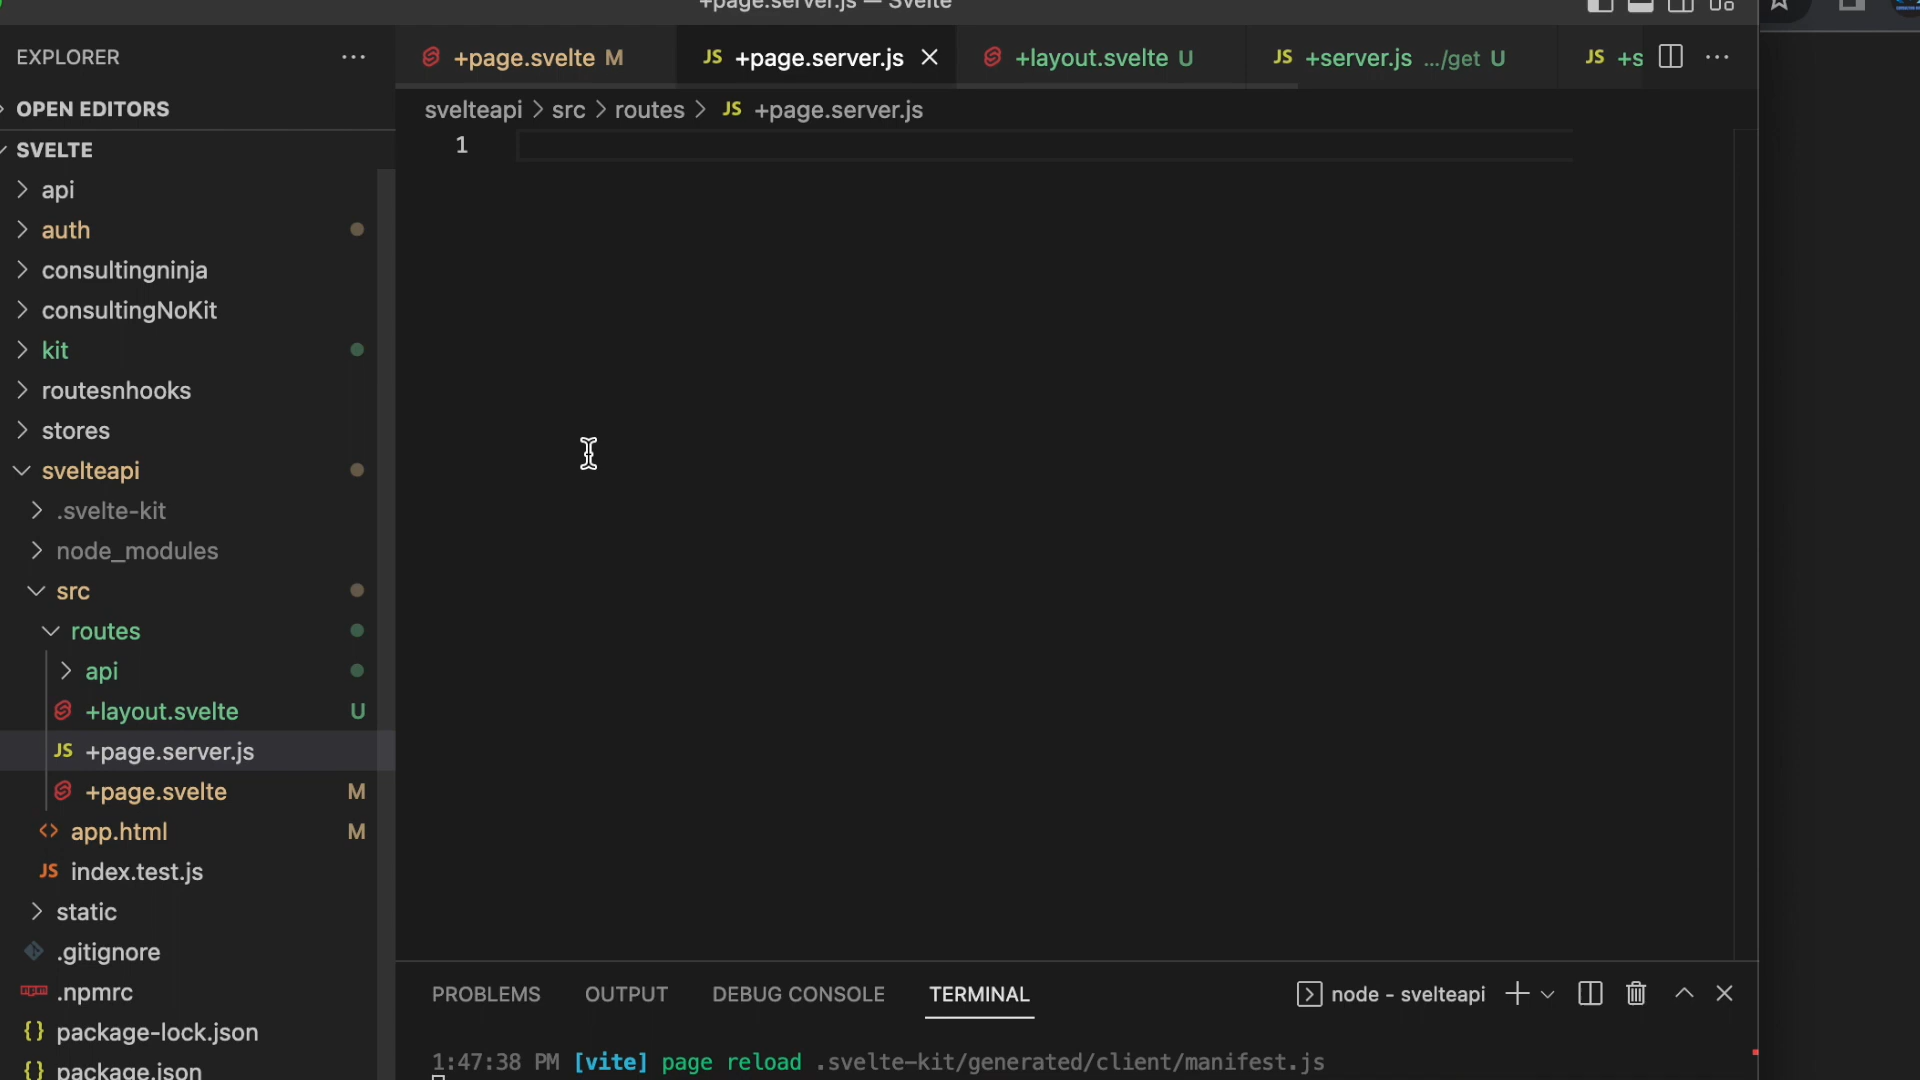 +page.server.js — Svelte
EXPLORER
+page.svelte M
JS +page.server.js
+layout.svelte U
JS +server.js .../get U
JS +s
OPEN EDITORS
svelteapi > src > routes > JS +page.server.js
SVELTE
1
api
auth
consultingninja
consultingNoKit
kit
routesnhooks
stores
svelteapi
.svelte-kit
node_modules
src
routes
api
+layout.svelte U
JS +page.server.js
+page.svelte M
<> app.html M
JS index.test.js
static
.gitignore
npm .npmrc
{} package-lock.json
{} package.json
PROBLEMS OUTPUT DEBUG CONSOLE TERMINAL
node - svelteapi
1:47:38 PM [vite] page reload .svelte-kit/generated/client/manifest.js